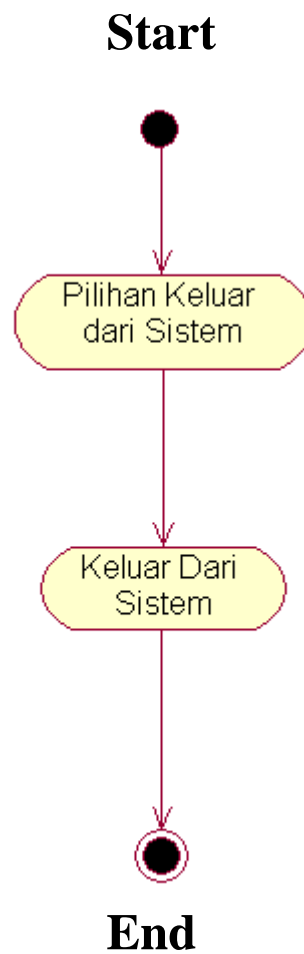 Start
Pilihan Keluar
dari Sistem
Keluar Dari
Sistem
End